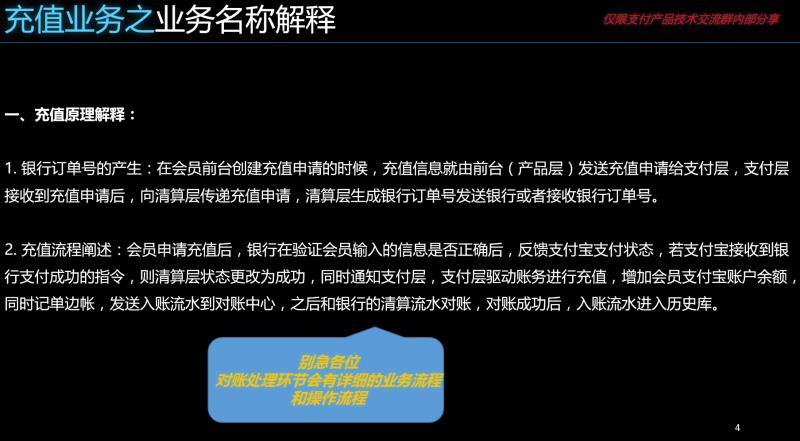 充值业务之业务名称解释
仅限支付产品技术交流群内部分享
一、充值原理解释：
1. 银行订单号的产生：在会员前台创建充值申请的时候，充值信息就由前台（产品层）发送充值申请给支付层，支付层
接收到充值申请后，向清算层传递充值申请，清算层生成银行订单号发送银行或者接收银行订单号。
2. 充值流程阐述：会员申请充值后，银行在验证会员输入的信息是否正确后，反馈支付宝支付状态，若支付宝接收到银
行支付成功的指令，则清算层状态更改为成功，同时通知支付层，支付层驱动账务进行充值，增加会员支付宝账户余额，
同时记单边帐，发送入账流水到对账中心，之后和银行的清算流水对账，对账成功后，入账流水进入历史库。
别急各位
对账处理环节会有详细的业务流程
和操作流程
4